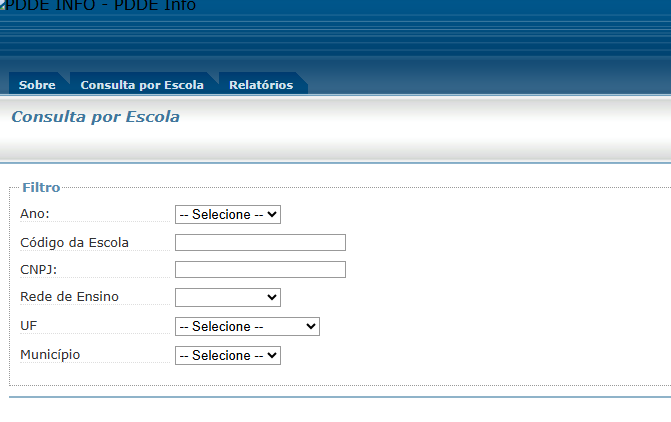 PDDE INFO - PDDE Info
Sobre Consulta por Escola Relatórios
Consulta por Escola
Filtro
Ano: -- Selecione --
Código da Escola
CNPJ:
Rede de Ensino
UF -- Selecione --
Município -- Selecione --